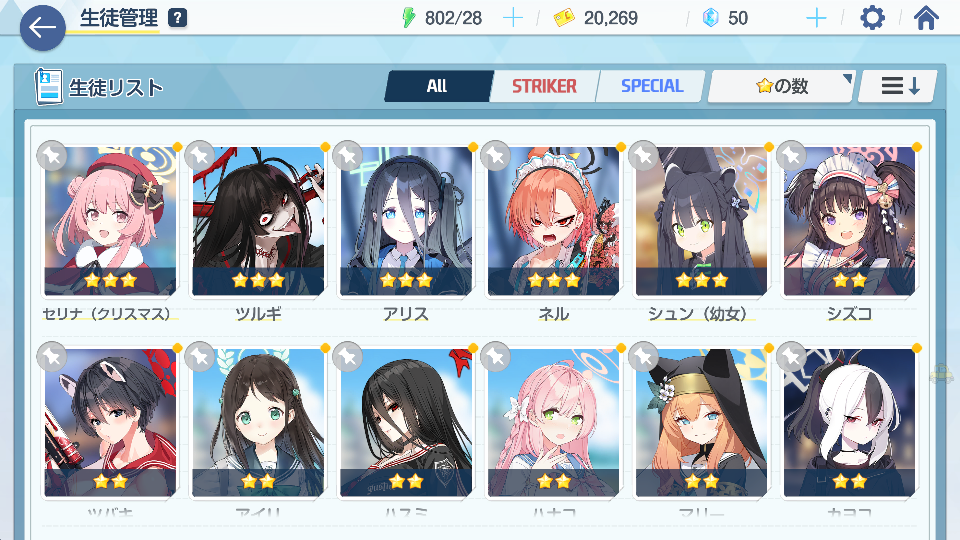 生徒管理 ?
802/28
20,269
50
生徒リスト
All
STRIKER
SPECIAL
の数
セリナ（クリスマス）
ツルギ
アリス
ネル
シュン（幼女）
シズコ
ツバキ
アイリ
ハスミ
ハナコ
マリー
カヨコ